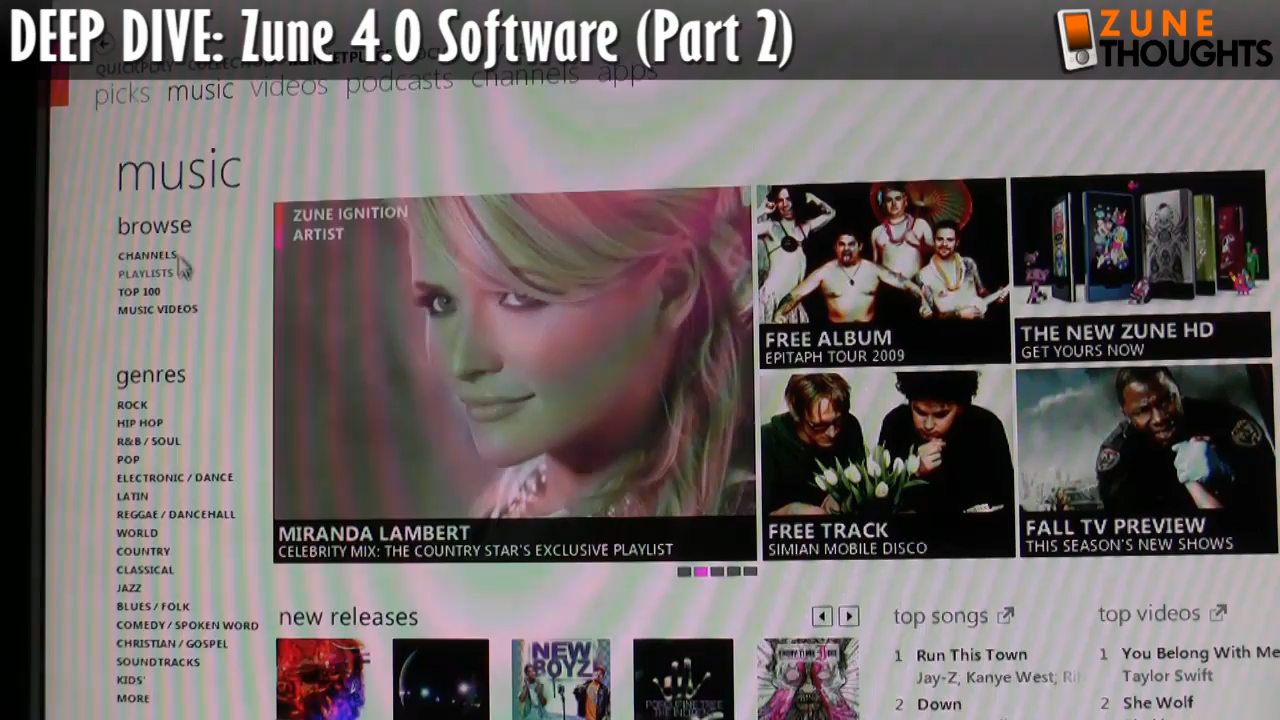 DEEP DIVE: Zune 4.0 Software (Part 2)
ZUNE
THOUGHTS
QUICKPLAY
picks music videos podcasts channels apps
music
browse
CHANNELS
PLAYLISTS
TOP 100
MUSIC VIDEOS
genres
ROCK
HIP HOP
R&B / SOUL
POP
ELECTRONIC / DANCE
LATIN
REGGAE / DANCEHALL
WORLD
COUNTRY
CLASSICAL
JAZZ
BLUES / FOLK
COMEDY / SPOKEN WORD
CHRISTIAN / GOSPEL
SOUNDTRACKS
KIDS'
MORE
ZUNE IGNITION
ARTIST
MIRANDA LAMBERT
CELEBRITY MIX: THE COUNTRY STAR'S EXCLUSIVE PLAYLIST
FREE ALBUM
EPITAPH TOUR 2009
THE NEW ZUNE HD
GET YOURS NOW
FREE TRACK
SIMIAN MOBILE DISCO
FALL TV PREVIEW
THIS SEASON'S NEW SHOWS
new releases
NEW
BOYZ
PORCUPINE TREE
top songs
1 Run This Town
Jay-Z, Kanye West, Ri
2 Down
top videos
1 You Belong With Me
Taylor Swift
2 She Wolf